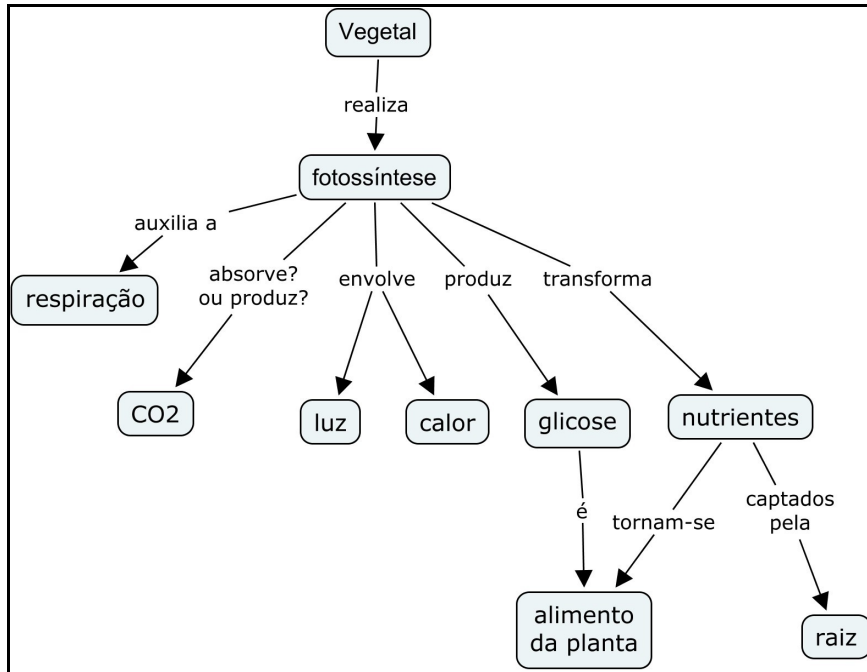 Vegetal
realiza
fotossíntese
auxilia a
respiração
absorve?
ou produz?
CO2
envolve
luz
calor
produz
glicose
transforma
nutrientes
é
tornam-se
alimento
da planta
captados
pela
raiz